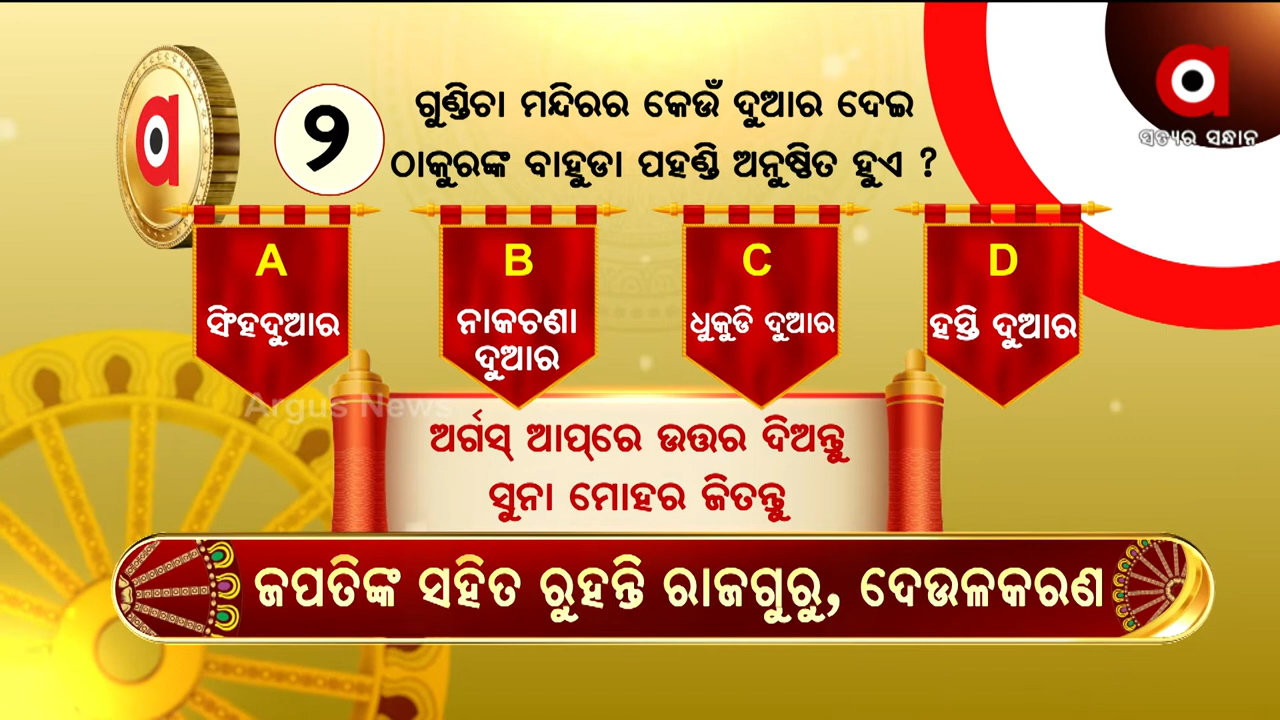 ସତ୍ୟର ସନ୍ଧାନ
୨
ଗୁଣ୍ଡିଚା ମନ୍ଦିରର କେଉଁ ଦୁଆର ଦେଇ
ଠାକୁରଙ୍କ ବାହୁଡା ପହଣ୍ଡି ଅନୁଷ୍ଠିତ ହୁଏ ?
A
ସିଂହଦୁଆର
B
ନାକଚଣା
ଦୁଆର
C
ଧୁକୁଡି ଦୁଆର
D
ହସ୍ତି ଦୁଆର
Argus News
ଅର୍ଗସ୍ ଆପ୍‌ରେ ଉତ୍ତର ଦିଅନ୍ତୁ
ସୁନା ମୋହର ଜିତନ୍ତୁ
ଜପତିଙ୍କ ସହିତ ରୁହନ୍ତି ରାଜଗୁରୁ, ଦେଉଳକରଣ